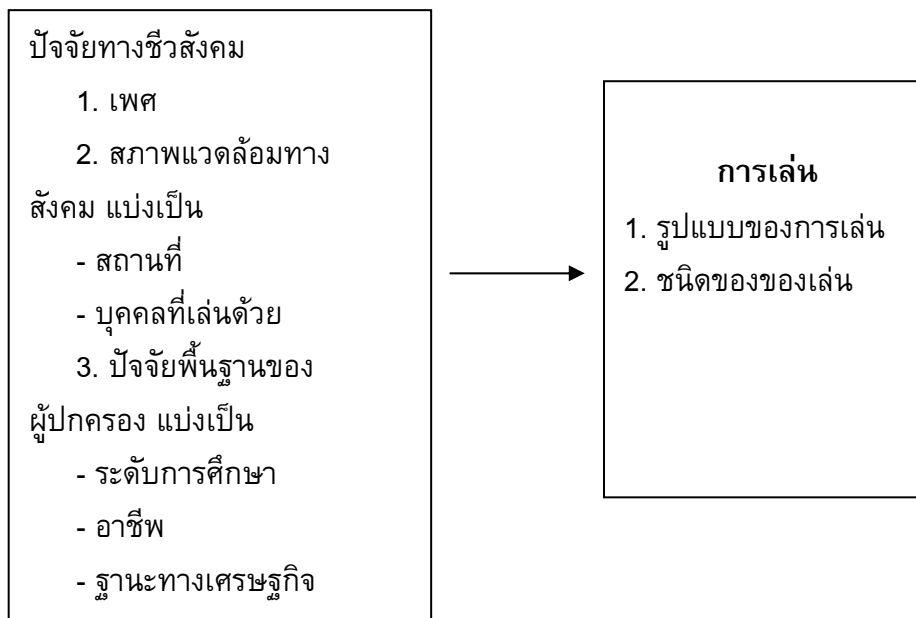 ปัจจัยทางชีวสังคม
1. เพศ
2. สภาพแวดล้อมทาง
สังคม แบ่งเป็น
- สถานที่
- บุคคลที่เล่นด้วย
3. ปัจจัยพื้นฐานของ
ผู้ปกครอง แบ่งเป็น
- ระดับการศึกษา
- อาชีพ
- ฐานะทางเศรษฐกิจ
การเล่น
1. รูปแบบของการเล่น
2. ชนิดของของเล่น